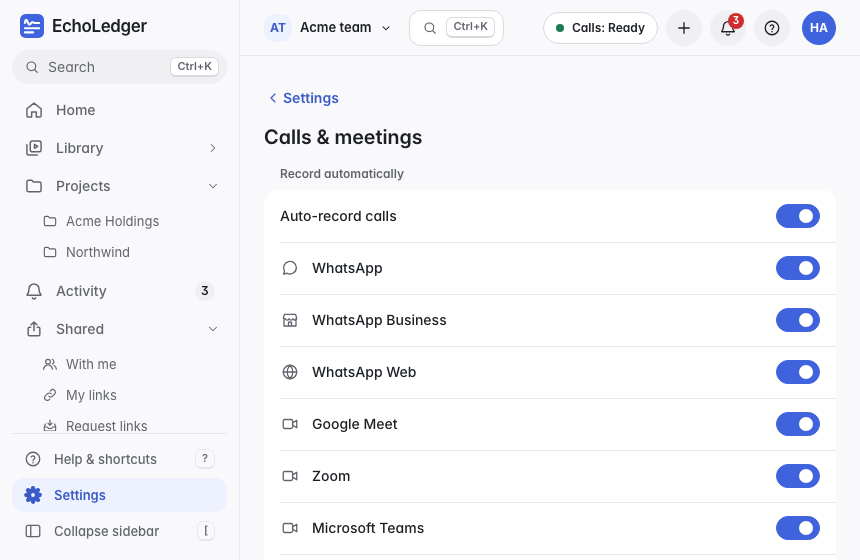 EchoLedger
Search
Ctrl+K
Home
Library
Projects
Acme Holdings
Northwind
Activity
3
Shared
With me
My links
Request links
Help & shortcuts
?
Settings
Collapse sidebar
[
AT
Acme team
Ctrl+K
Calls: Ready
3
HA
Settings
Calls & meetings
Record automatically
Auto-record calls
WhatsApp
WhatsApp Business
WhatsApp Web
Google Meet
Zoom
Microsoft Teams